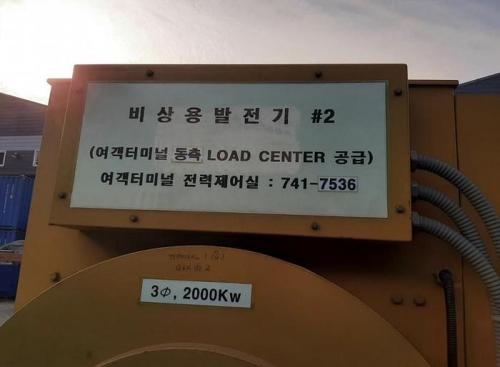 비상용발전기 #2
(여객터미널 동측 LOAD CENTER 공급)
여객터미널 전력제어실 : 741-7536
3Φ, 2000Kw